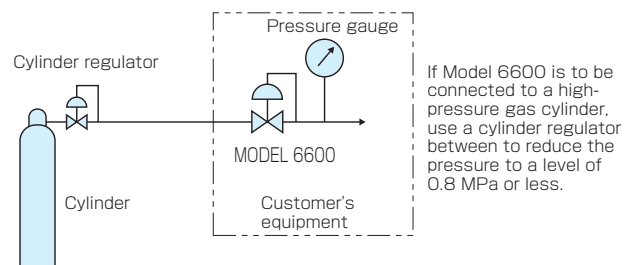 Pressure gauge
Cylinder regulator
MODEL 6600
Cylinder
Customer's
equipment
If Model 6600 is to be
connected to a high-
pressure gas cylinder,
use a cylinder regulator
between to reduce the
pressure to a level of
0.8 MPa or less.